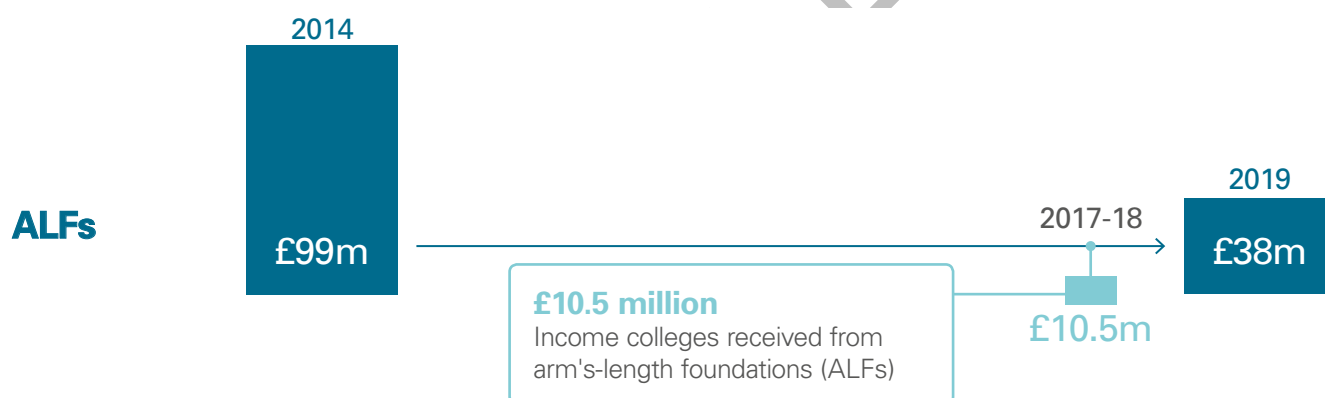 2014
£99m
ALFs
2017-18
£10.5m
£10.5 million
Income colleges received from
arm's-length foundations (ALFs)
2019
£38m